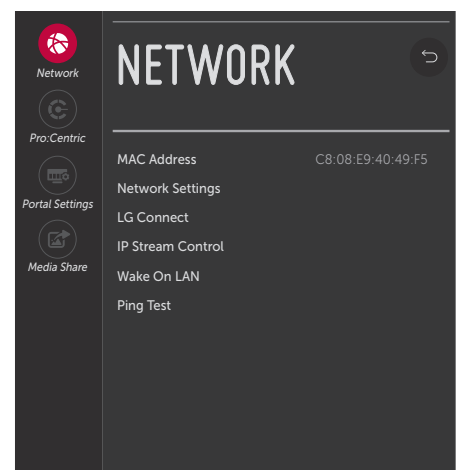 NETWORK
Network
Pro:Centric
Portal Settings
Media Share
MAC Address C8:08:E9:40:49:F5
Network Settings
LG Connect
IP Stream Control
Wake On LAN
Ping Test